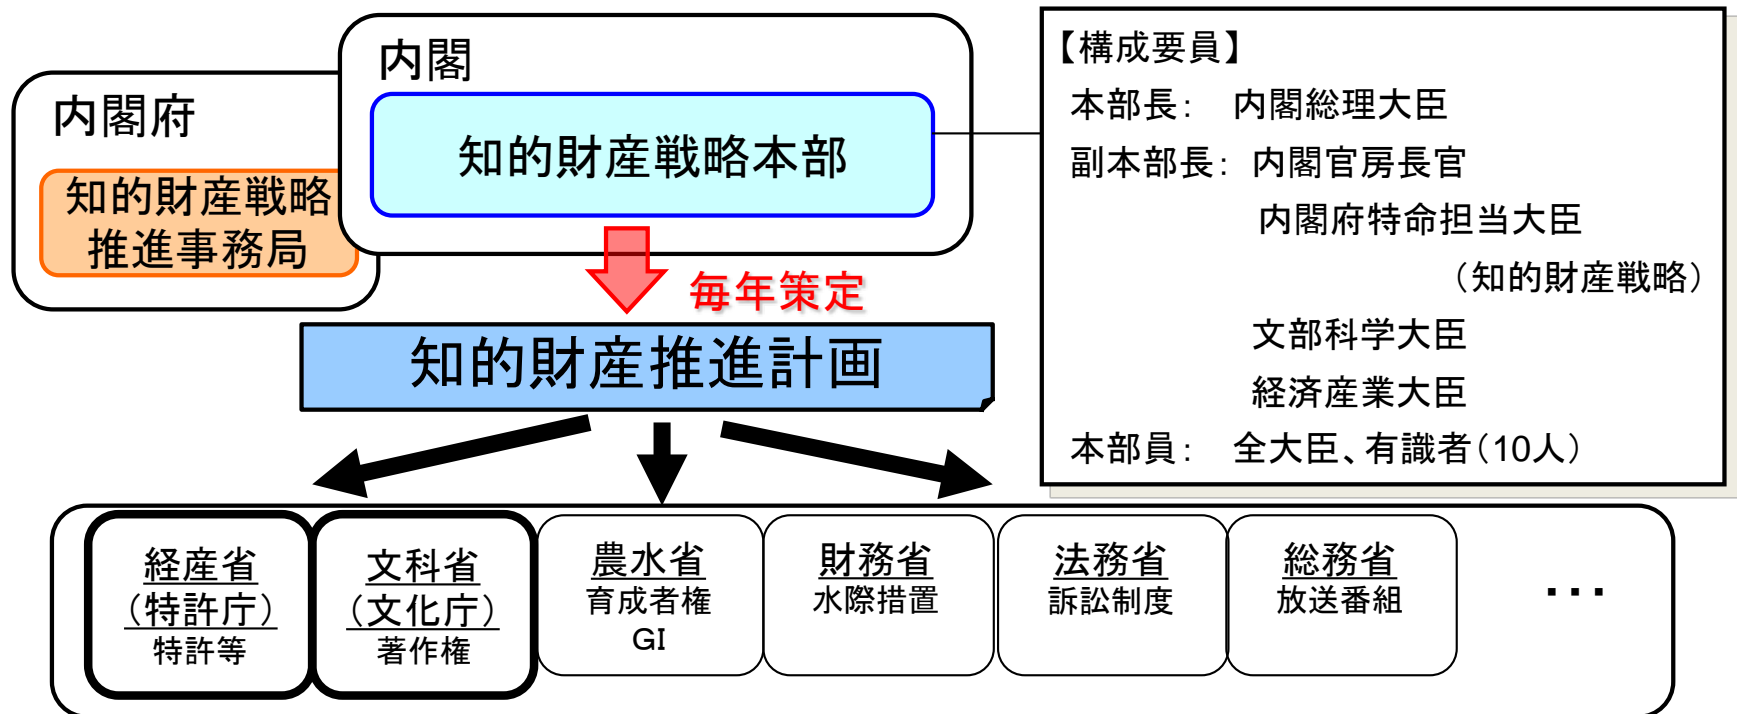 内閣府
知的財産戦略
推進事務局
内閣
知的財産戦略本部
毎年策定
知的財産推進計画
【構成要員】
本部長： 内閣総理大臣
副本部長： 内閣官房長官
内閣府特命担当大臣
（知的財産戦略）
文部科学大臣
経済産業大臣
本部員： 全大臣、有識者（10人）
経産省
（特許庁）
特許等
文科省
（文化庁）
著作権
農水省
育成者権
GI
財務省
水際措置
法務省
訴訟制度
総務省
放送番組
･･･